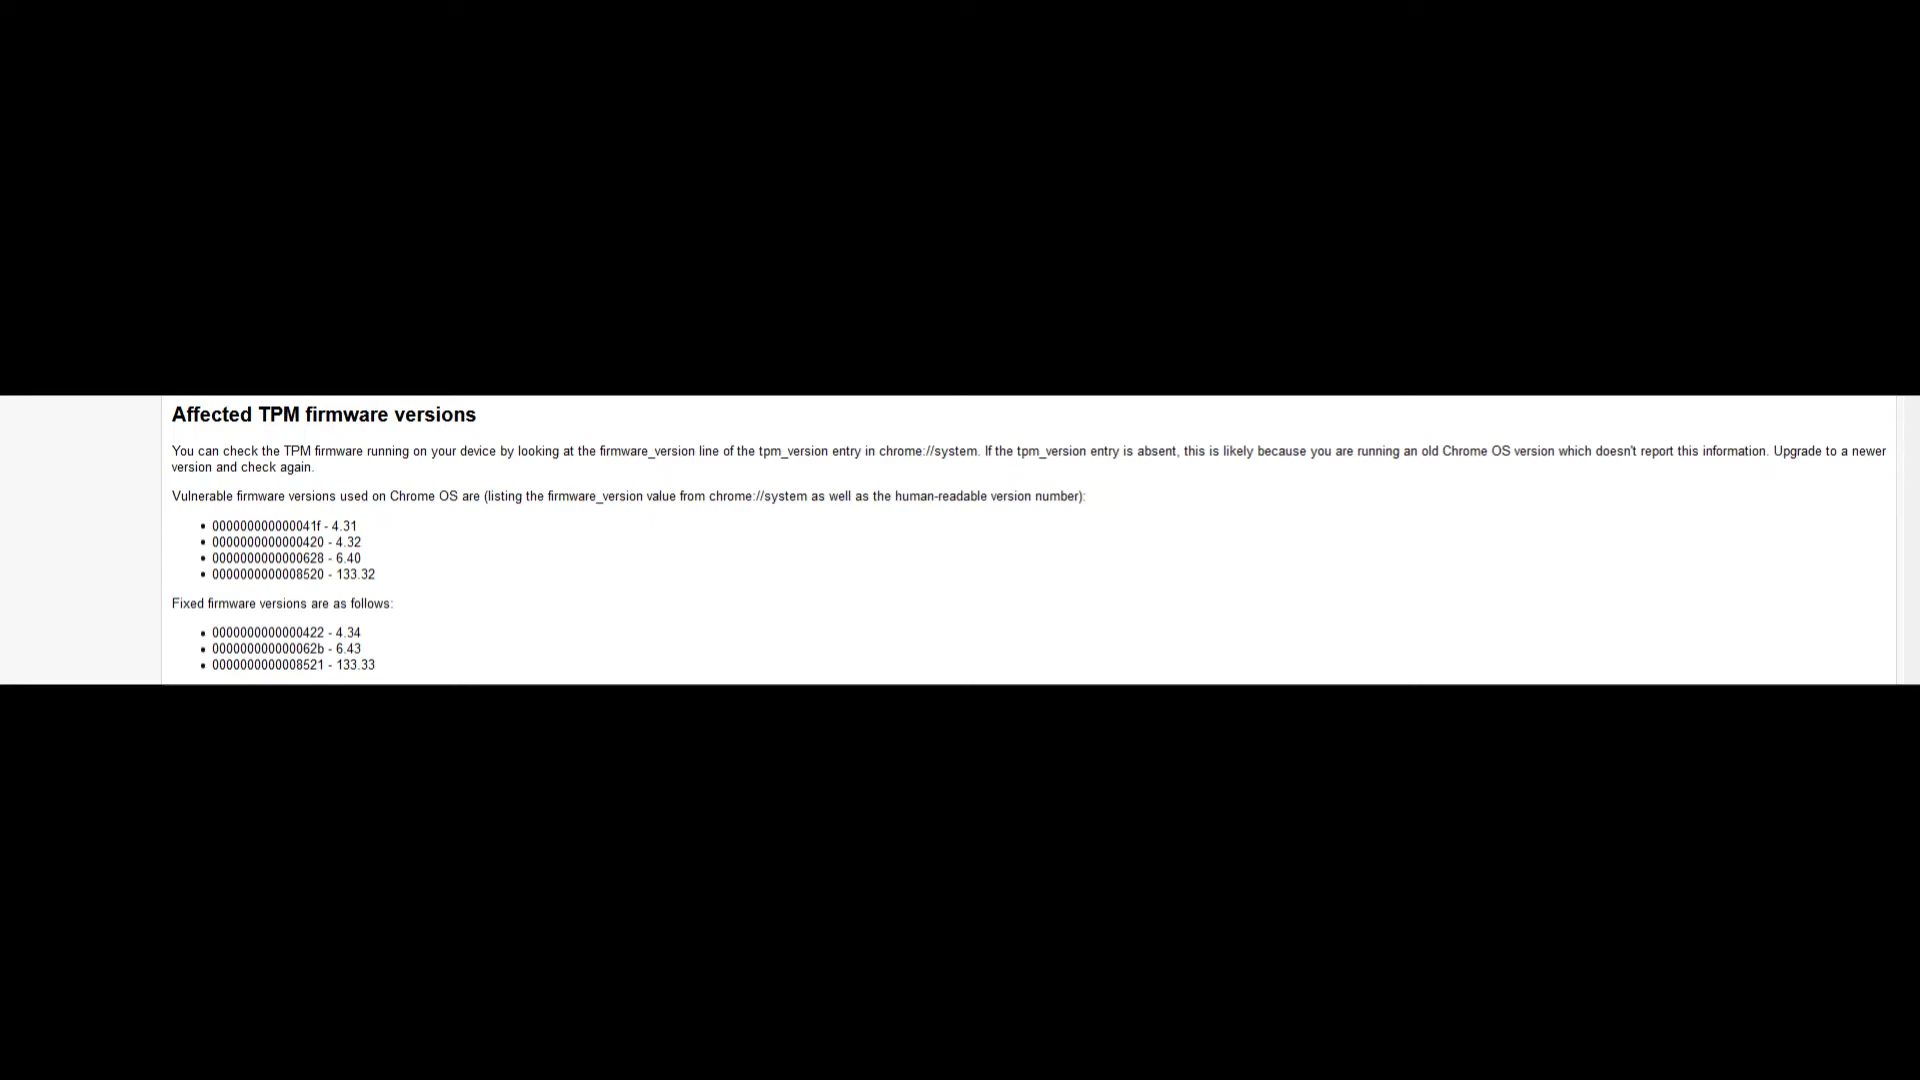 Affected TPM firmware versions
You can check the TPM firmware running on your device by looking at the firmware_version line of the tpm_version entry in chrome://system. If the tpm_version entry is absent, this is likely because you are running an old Chrome OS version which doesn't report this information. Upgrade to a newer
version and check again.
Vulnerable firmware versions used on Chrome OS are (listing the firmware_version value from chrome://system as well as the human-readable version number):
• 000000000000041f - 4.31
• 0000000000000420 - 4.32
• 0000000000000628 - 6.40
• 0000000000008520 - 133.32
Fixed firmware versions are as follows:
• 0000000000000422 - 4.34
• 000000000000062b - 6.43
• 0000000000008521 - 133.33